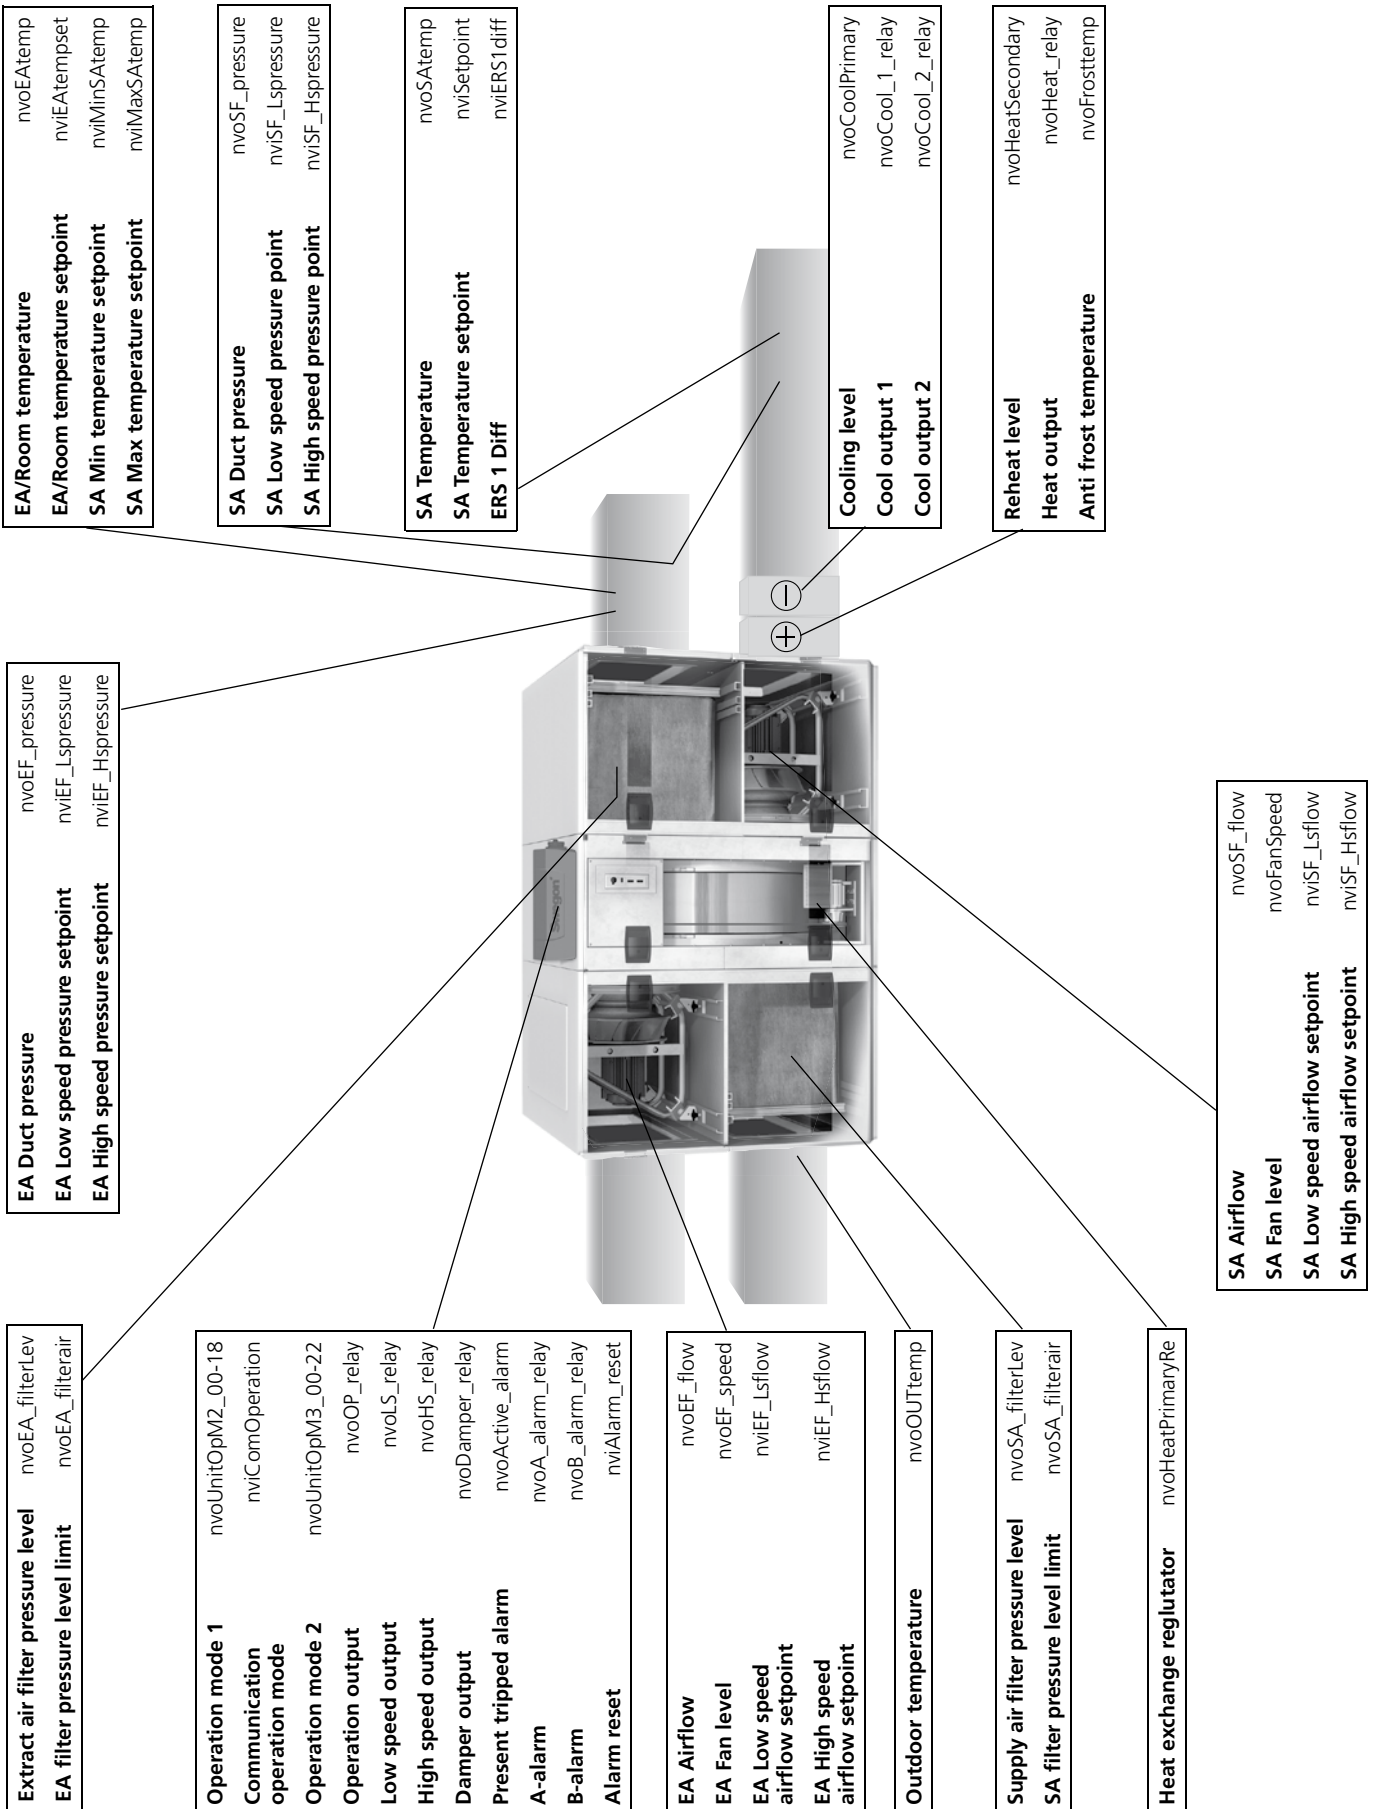 Extract air filter pressure level nvoEA_filterLev
EA filter pressure level limit nvoEA_filterair
EA Duct pressure nvoEF_pressure
EA Low speed pressure setpoint nviEF_Lspressure
EA High speed pressure setpoint nviEF_Hspressure
EA/Room temperature nvoEAtemp
EA/Room temperature setpoint nviEAtempset
SA Min temperature setpoint nviMinSAtemp
SA Max temperature setpoint nviMaxSAtemp
SA Duct pressure nvoSF_pressure
SA Low speed pressure point nviSF_Lspressure
SA High speed pressure point nviSF_Hspressure
SA Temperature nvoSAtemp
SA Temperature setpoint nviSetpoint
ERS 1 Diff nviERS1diff
Cooling level nvoCoolPrimary
Cool output 1 nvoCool_1_relay
Cool output 2 nvoCool_2_relay
Reheat level nvoHeatSecondary
Heat output nvoHeat_relay
Anti frost temperature nvoFrosttemp
Operation mode 1 nvoUnitOpM2_00-18
Communication nviComOperation
operation mode
Operation mode 2 nvoUnitOpM3_00-22
Operation output nvoOP_relay
Low speed output nvoLS_relay
High speed output nvoHS_relay
Damper output nvoDamper_relay
Present tripped alarm nvoActive_alarm
A-alarm nvoA_alarm_relay
B-alarm nvoB_alarm_relay
Alarm reset nviAlarm_reset
EA Airflow nvoEF_flow
EA Fan level nvoEF_speed
EA Low speed nviEF_Lsflow
airflow setpoint
EA High speed nviEF_Hsflow
airflow setpoint
Outdoor temperature nvoOUTtemp
Supply air filter pressure level nvoSA_filterLev
SA filter pressure level limit nvoSA_filterair
Heat exchange reglutator nvoHeatPrimaryRe
SA Airflow nvoSF_flow
SA Fan level nvoFanSpeed
SA Low speed airflow setpoint nviSF_Lsflow
SA High speed airflow setpoint nviSF_Hsflow